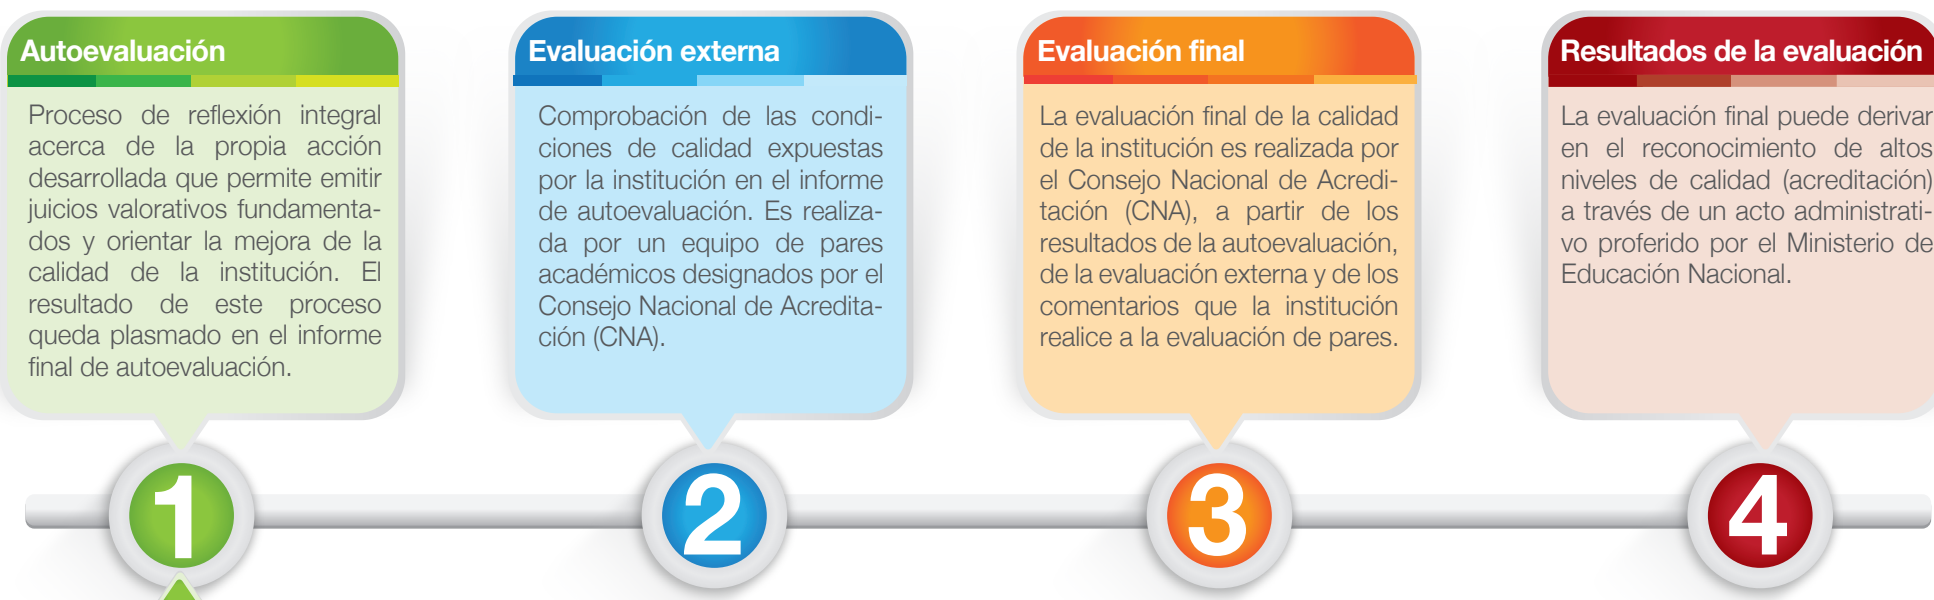 Autoevaluación
Proceso de reflexión integral
acerca de la propia acción
desarrollada que permite emitir
juicios valorativos fundamenta-
dos y orientar la mejora de la
calidad de la institución. El
resultado de este proceso
queda plasmado en el informe
final de autoevaluación.
1
Evaluación externa
Comprobación de las condi-
ciones de calidad expuestas
por la institución en el informe
de autoevaluación. Es realiza-
da por un equipo de pares
académicos designados por el
Consejo Nacional de Acredita-
ción (CNA).
2
Evaluación final
La evaluación final de la calidad
de la institución es realizada por
el Consejo Nacional de Acredi-
tación (CNA), a partir de los
resultados de la autoevaluación,
de la evaluación externa y de los
comentarios que la institución
realice a la evaluación de pares.
3
Resultados de la evaluación
La evaluación final puede derivar
en el reconocimiento de altos
niveles de calidad (acreditación)
a través de un acto administrati-
vo proferido por el Ministerio de
Educación Nacional.
4